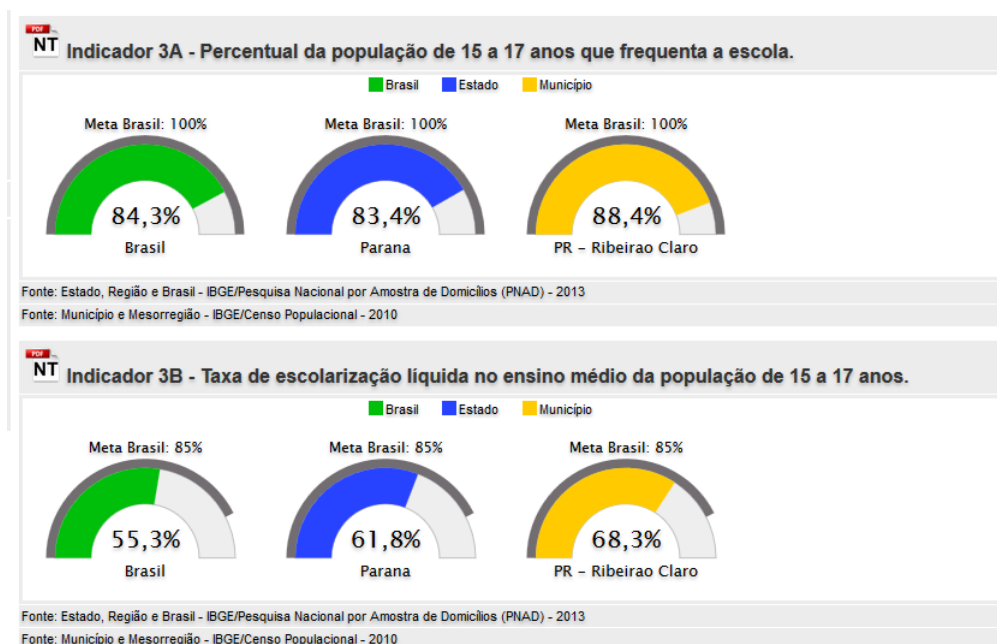 PDF
NT Indicador 3A - Percentual da população de 15 a 17 anos que frequenta a escola.
Brasil Estado Município
Meta Brasil: 100% Meta Brasil: 100% Meta Brasil: 100%
84,3% 83,4% 88,4%
Brasil Parana PR – Ribeirao Claro
Fonte: Estado, Região e Brasil - IBGE/Pesquisa Nacional por Amostra de Domicílios (PNAD) - 2013
Fonte: Município e Mesorregião - IBGE/Censo Populacional - 2010
PDF
NT Indicador 3B - Taxa de escolarização líquida no ensino médio da população de 15 a 17 anos.
Brasil Estado Município
Meta Brasil: 85% Meta Brasil: 85% Meta Brasil: 85%
55,3% 61,8% 68,3%
Brasil Parana PR – Ribeirao Claro
Fonte: Estado, Região e Brasil - IBGE/Pesquisa Nacional por Amostra de Domicílios (PNAD) - 2013
Fonte: Município e Mesorregião - IBGE/Censo Populacional - 2010